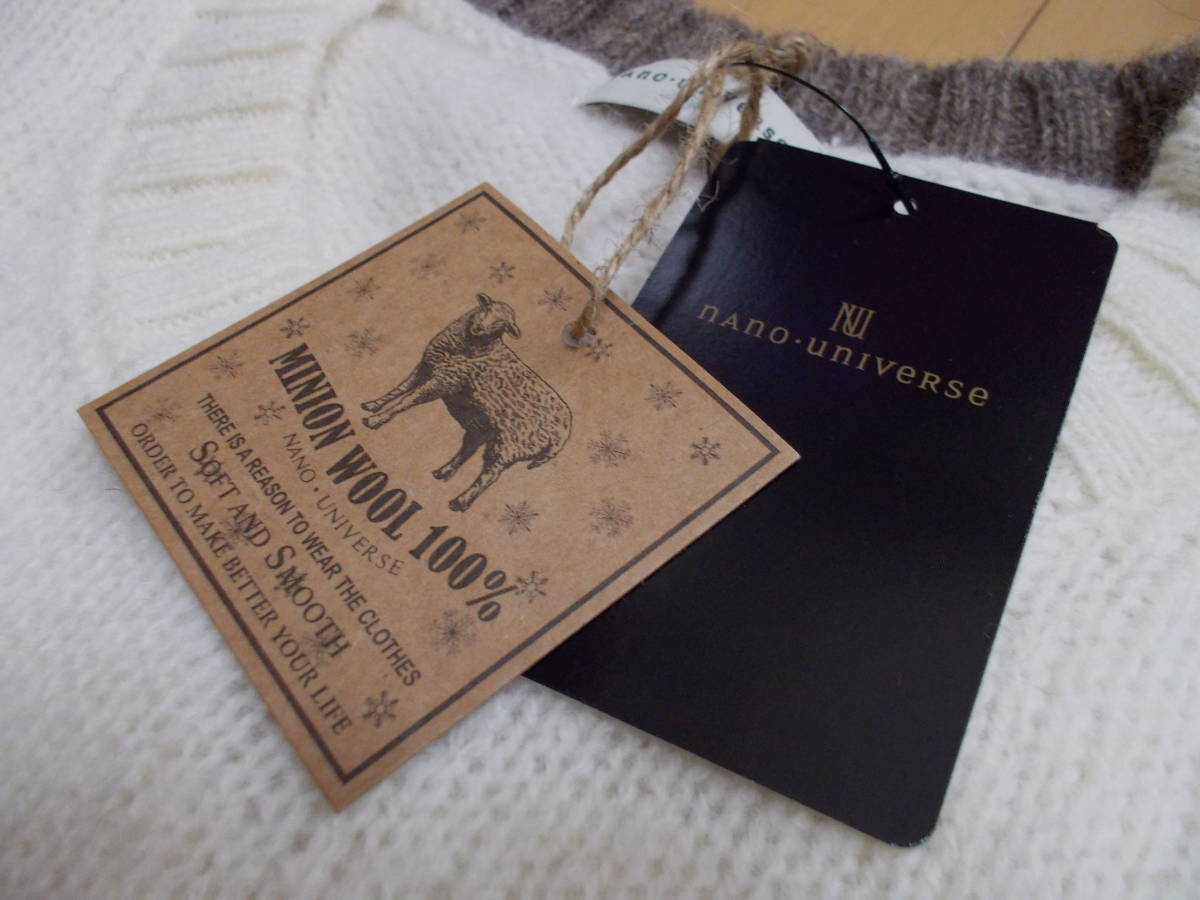 MINION WOOL 100%
NANO・UNIVERSE
THERE IS A REASON TO WEAR THE CLOTHES
SOFT AND SMOOTH
ORDER TO MAKE BETTER YOUR LIFE
NU
nano・universe